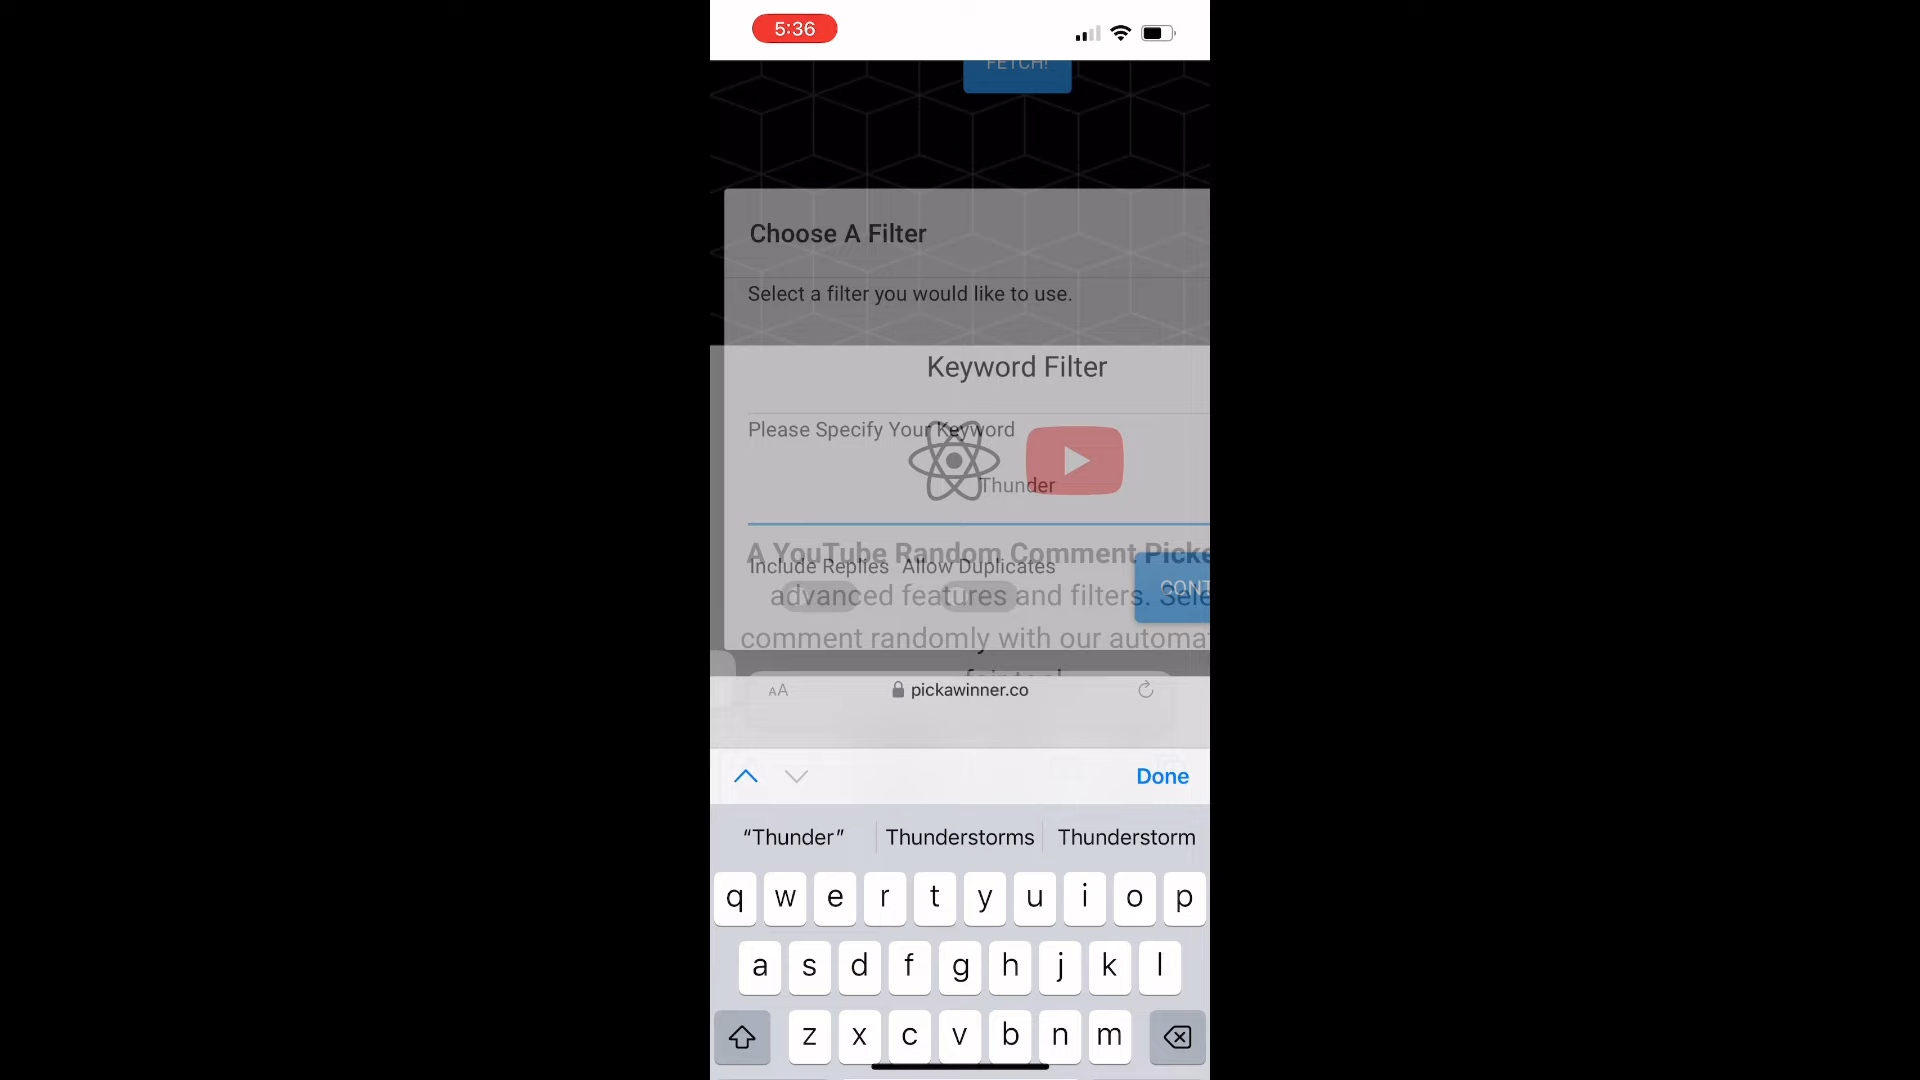 5:36
FETCH!
Choose A Filter
Select a filter you would like to use.
Keyword Filter
Please Specify Your Keyword
Thunder
A YouTube Random Comment Picke
Include Replies Allow Duplicates
CONT
advanced features and filters. Sele
comment randomly with our automa
AA pickawinner.co
Done
“Thunder” Thunderstorms Thunderstorm
q w e r t y u i o p
a s d f g h j k l
z x c v b n m